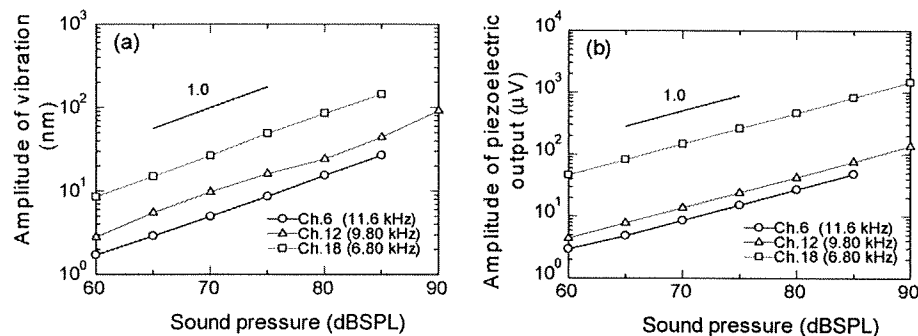 Amplitude of vibration
(nm)
10³
10²
10¹
10⁰
(a)
1.0
Ch.6 (11.6 kHz)
Ch.12 (9.80 kHz)
Ch.18 (6.80 kHz)
60 70 80 90
Sound pressure (dBSPL)
Amplitude of piezoelectric
output (μV)
10⁴
10³
10²
10¹
10⁰
(b)
1.0
Ch.6 (11.6 kHz)
Ch.12 (9.80 kHz)
Ch.18 (6.80 kHz)
60 70 80 90
Sound pressure (dBSPL)